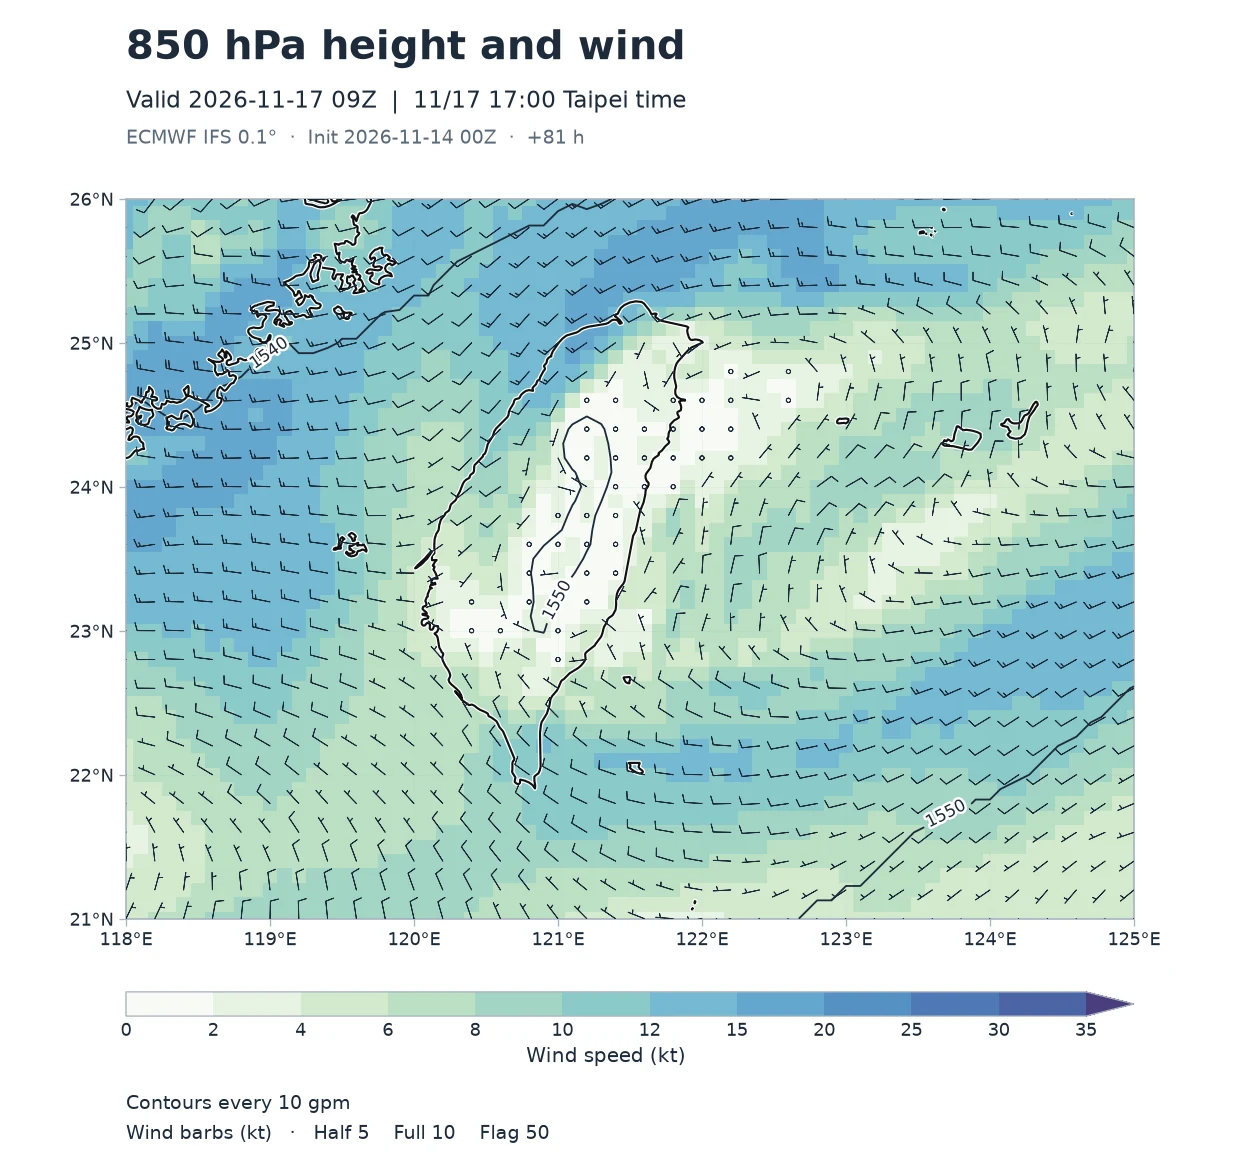 850 hPa height and wind
Valid 2026-11-17 09Z | 11/17 17:00 Taipei time
ECMWF IFS 0.1° · Init 2026-11-14 00Z · +81 h
26°N
25°N
24°N
23°N
22°N
21°N
1540
1550
1550
118°E 119°E 120°E 121°E 122°E 123°E 124°E 125°E
0 2 4 6 8 10 12 15 20 25 30 35
Wind speed (kt)
Contours every 10 gpm
Wind barbs (kt) · Half 5 Full 10 Flag 50